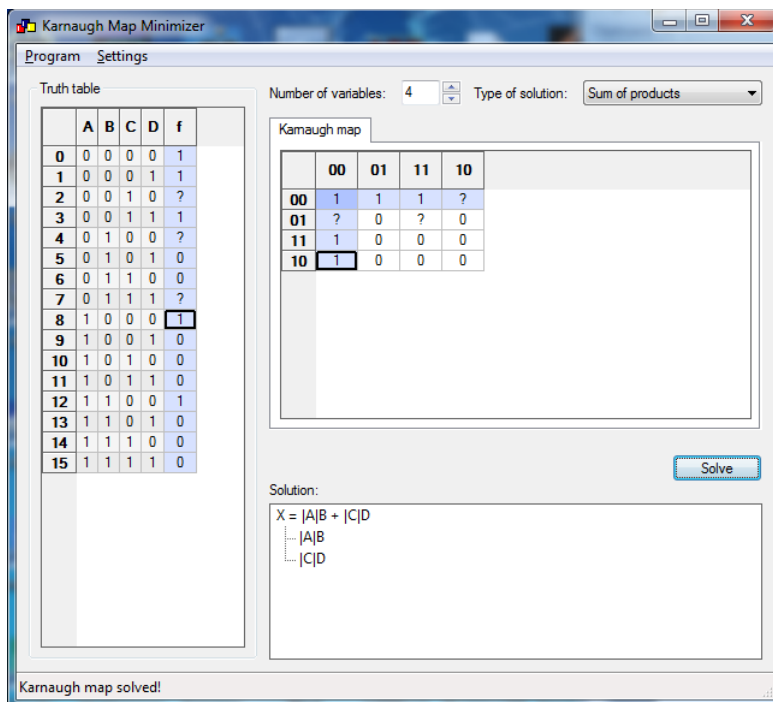 Karnaugh Map Minimizer
Program Settings
Truth table
A B C D f
0 0 0 0 0 1
1 0 0 0 1 1
2 0 0 1 0 ?
3 0 0 1 1 1
4 0 1 0 0 ?
5 0 1 0 1 0
6 0 1 1 0 0
7 0 1 1 1 ?
8 1 0 0 0 1
9 1 0 0 1 0
10 1 0 1 0 0
11 1 0 1 1 0
12 1 1 0 0 1
13 1 1 0 1 0
14 1 1 1 0 0
15 1 1 1 1 0
Number of variables: 4 Type of solution: Sum of products
Karnaugh map
00 01 11 10
00 1 1 1 ?
01 ? 0 ? 0
11 1 0 0 0
10 1 0 0 0
Solve
Solution:
X = |A|B + |C|D
|A|B
|C|D
Karnaugh map solved!